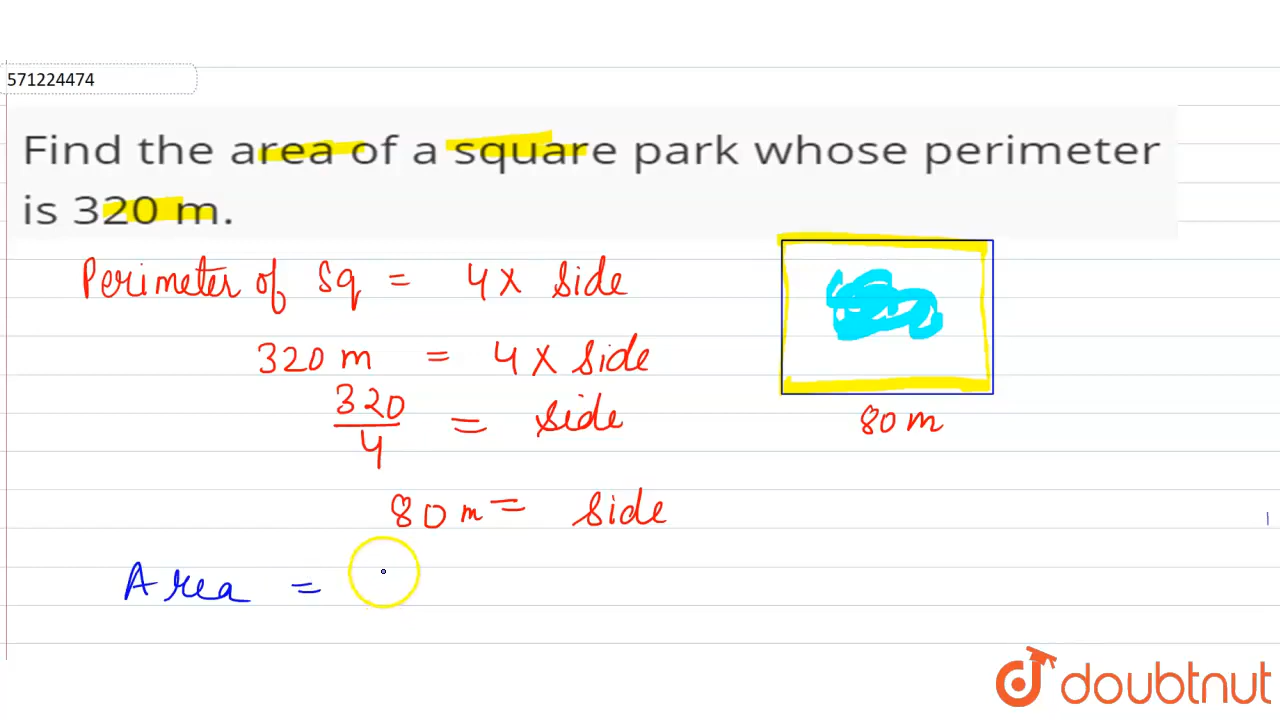 571224474
Find the area of a square park whose perimeter
is 320 m.
Perimeter of Sq = 4 x side
320 m = 4 x side
320/4 = side
80 m
80 m = side
Area =
doubtnut